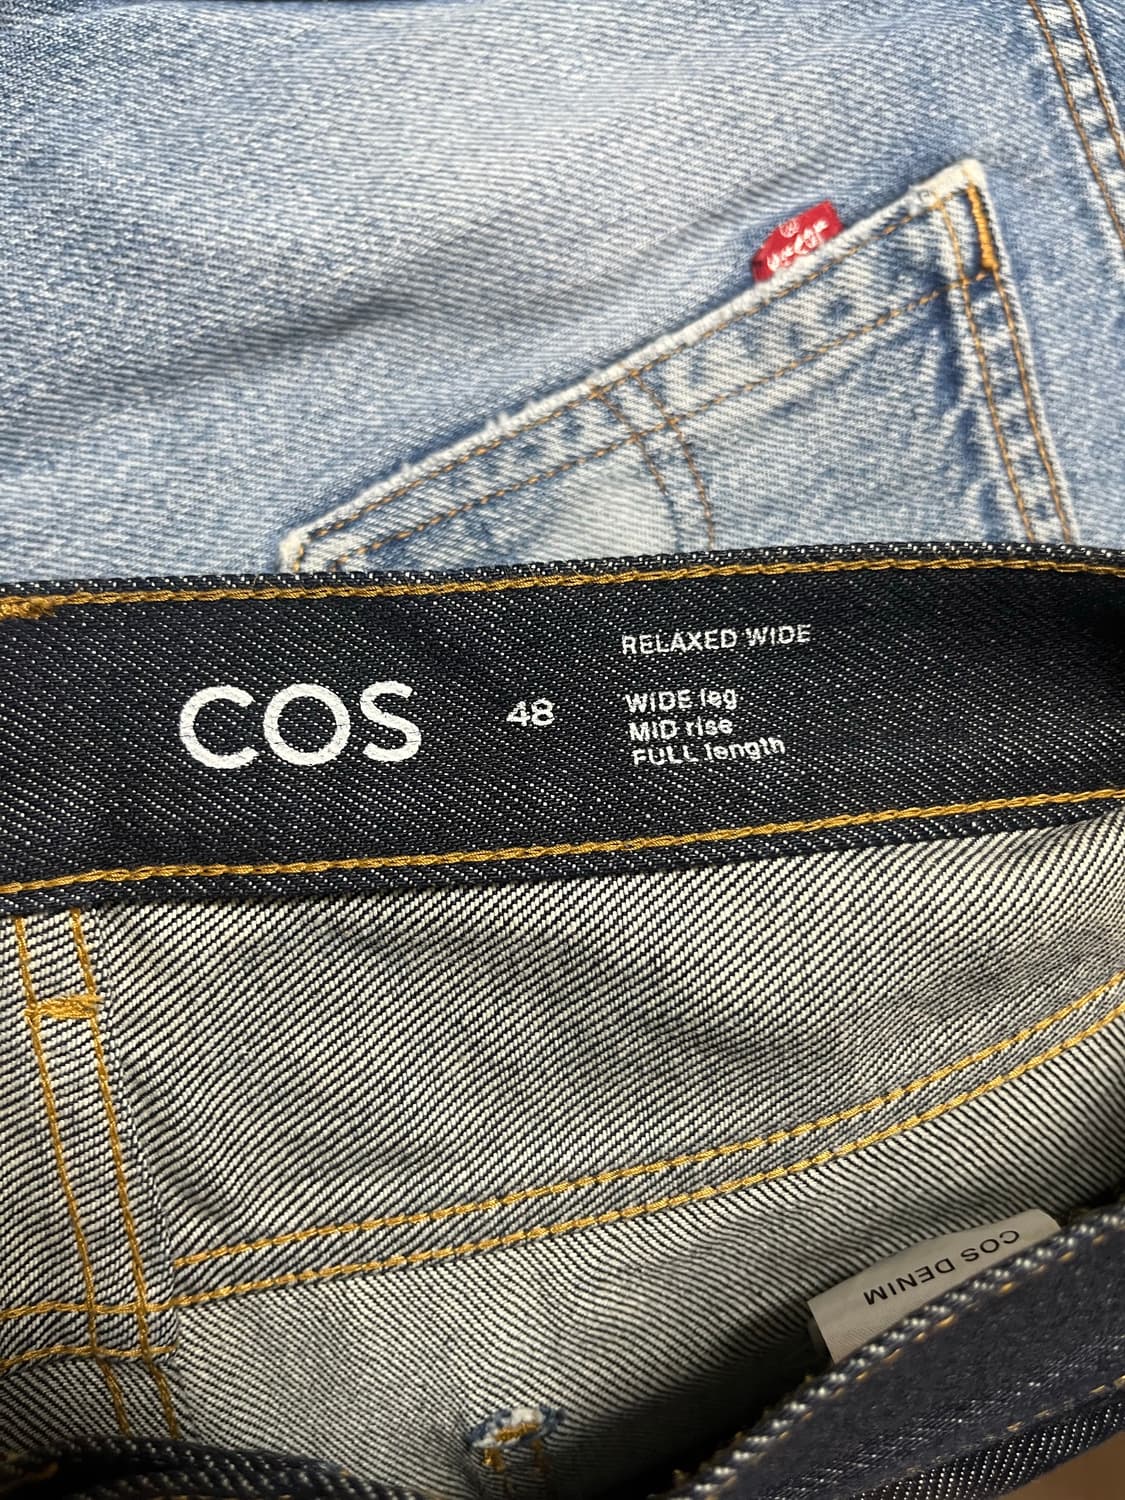 COS
48
RELAXED WIDE
WIDE leg
MID rise
FULL length
COS DENIM